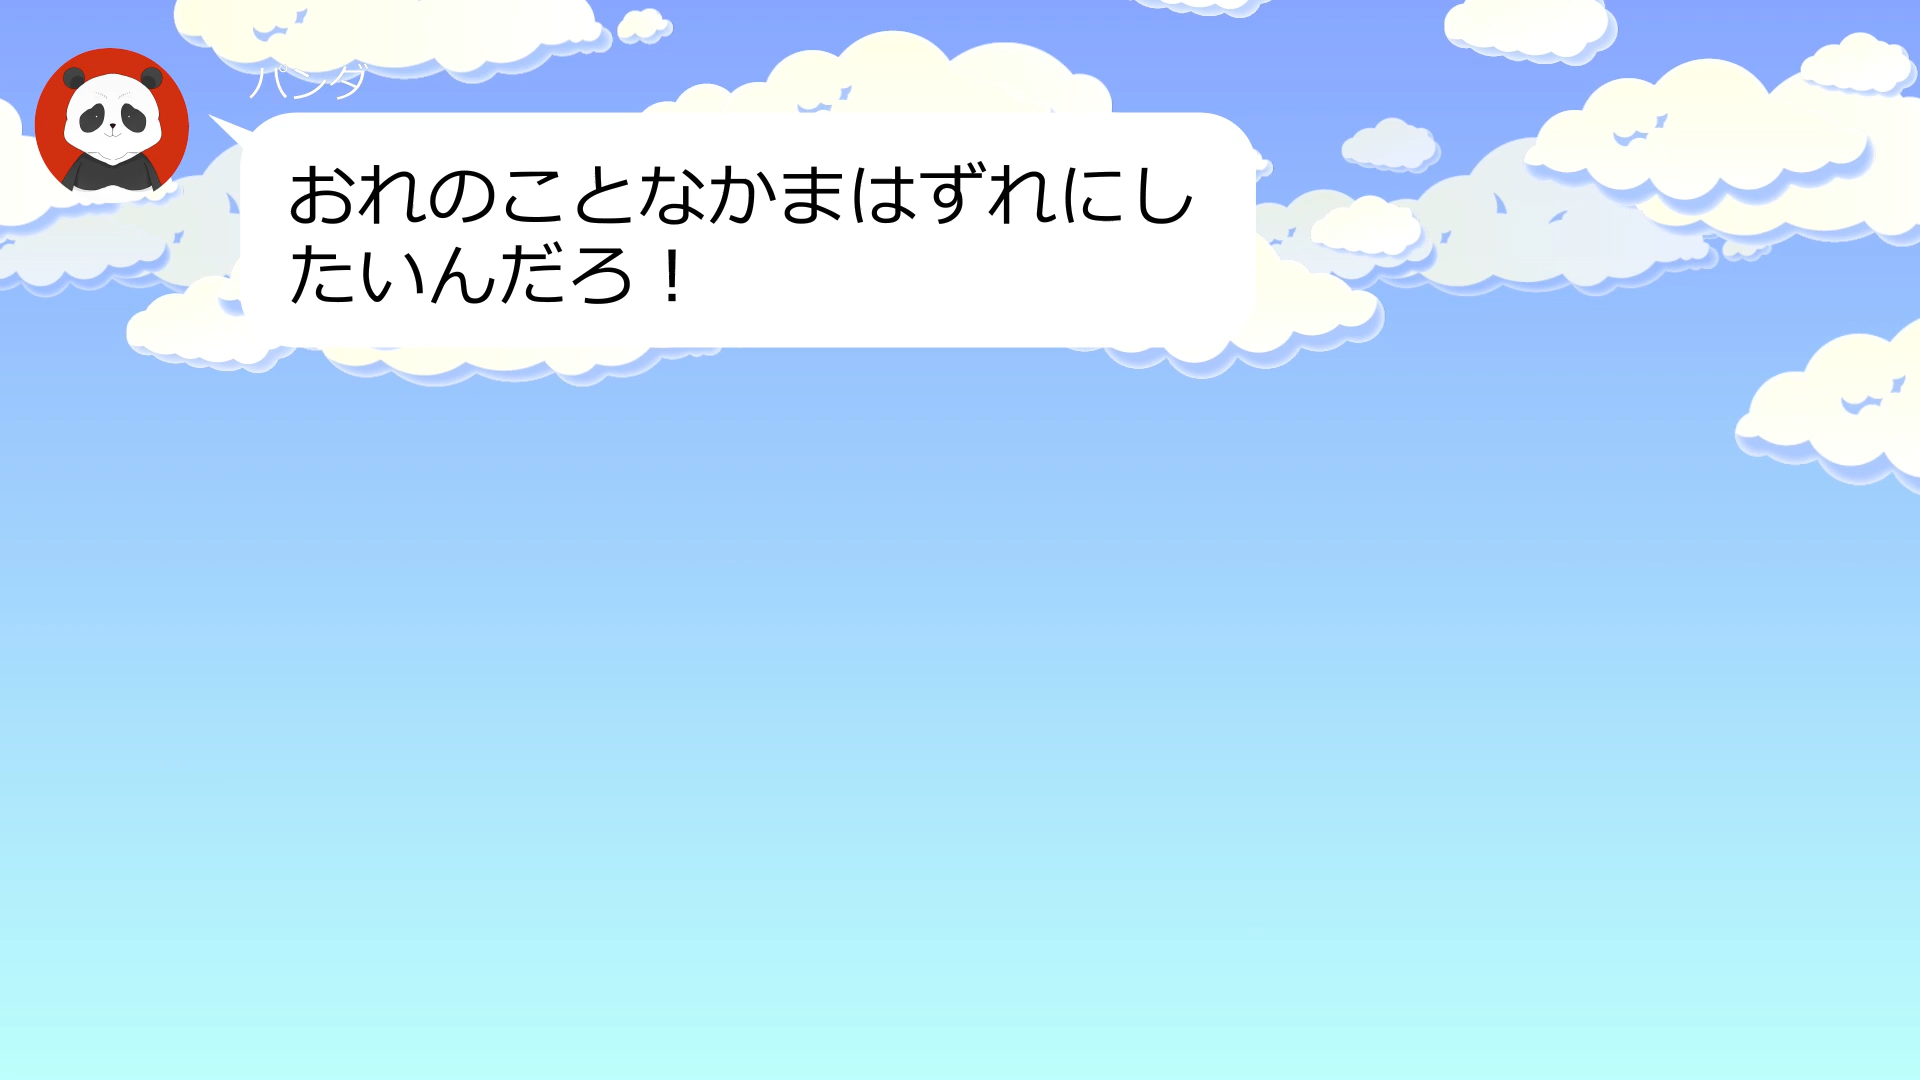 パンダ
おれのことなかまはずれにし
たいんだろ！